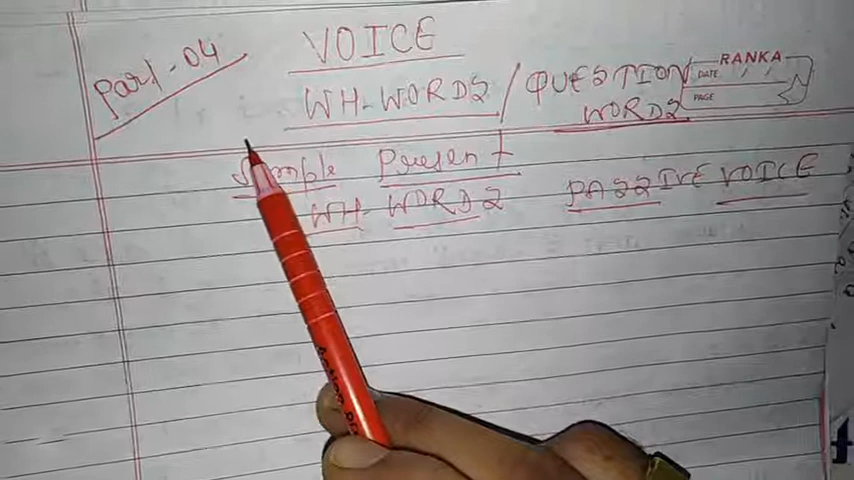 Part-04
VOICE
WH-WORDS/QUESTION
WORDS
RANKA
DATE
PAGE
Simple Present
WH-WORDS PASSIVE VOICE